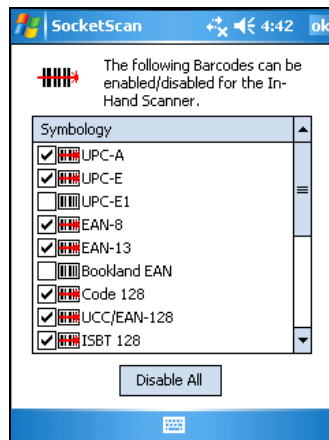 SocketScan 4:42 ok
The following Barcodes can be
enabled/disabled for the In-
Hand Scanner.
Symbology
UPC-A
UPC-E
UPC-E1
EAN-8
EAN-13
Bookland EAN
Code 128
UCC/EAN-128
ISBT 128
Disable All